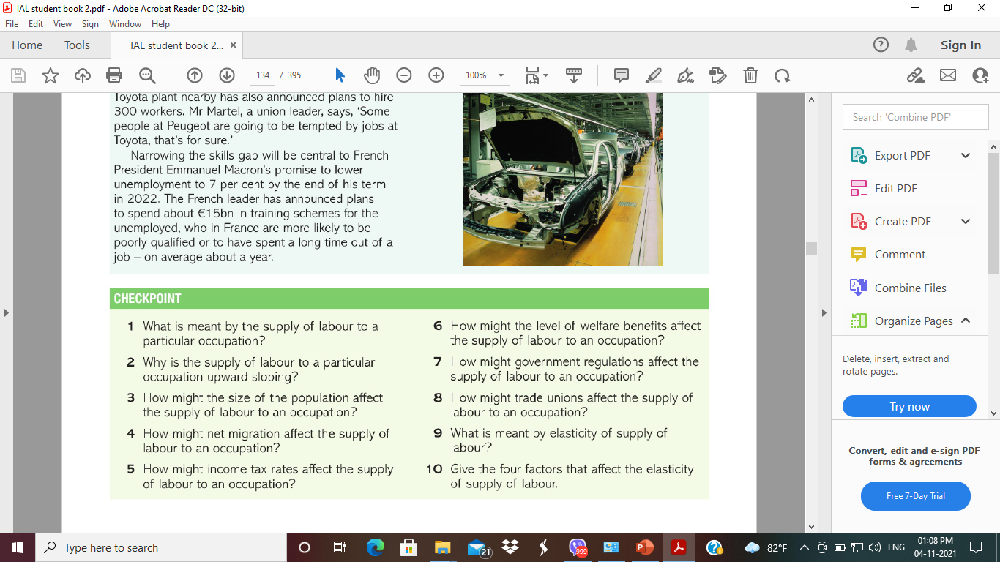 IAL student book 2.pdf - Adobe Acrobat Reader DC (32-bit)
File Edit View Sign Window Help
Home Tools IAL student book 2... × Sign In
134 / 395 100%
Toyota plant nearby has also announced plans to hire
300 workers. Mr Martel, a union leader, says, ‘Some
people at Peugeot are going to be tempted by jobs at
Toyota, that’s for sure.’
Narrowing the skills gap will be central to French
President Emmanuel Macron’s promise to lower
unemployment to 7 per cent by the end of his term
in 2022. The French leader has announced plans
to spend about €15bn in training schemes for the
unemployed, who in France are more likely to be
poorly qualified or to have spent a long time out of a
job – on average about a year.
CHECKPOINT
1 What is meant by the supply of labour to a
particular occupation?
2 Why is the supply of labour to a particular
occupation upward sloping?
3 How might the size of the population affect
the supply of labour to an occupation?
4 How might net migration affect the supply of
labour to an occupation?
5 How might income tax rates affect the supply
of labour to an occupation?
6 How might the level of welfare benefits affect
the supply of labour to an occupation?
7 How might government regulations affect the
supply of labour to an occupation?
8 How might trade unions affect the supply of
labour to an occupation?
9 What is meant by elasticity of supply of
labour?
10 Give the four factors that affect the elasticity
of supply of labour.
Search 'Combine PDF'
Export PDF
Edit PDF
Create PDF
Comment
Combine Files
Organize Pages
Delete, insert, extract and
rotate pages.
Try now
Convert, edit and e-sign PDF
forms & agreements
Free 7-Day Trial
Type here to search
21
999
82°F
ENG
01:08 PM
04-11-2021